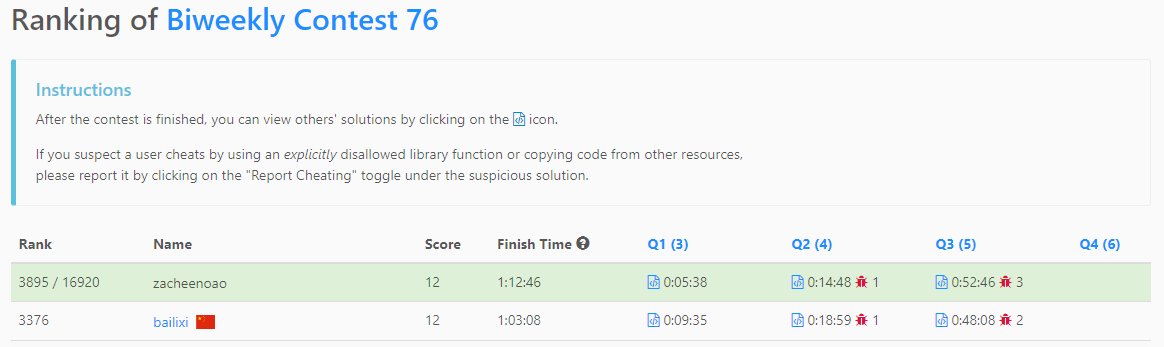 Ranking of Biweekly Contest 76
Instructions
After the contest is finished, you can view others' solutions by clicking on the icon.
If you suspect a user cheats by using an explicitly disallowed library function or copying code from other resources,
please report it by clicking on the "Report Cheating" toggle under the suspicious solution.
Rank Name Score Finish Time Q1 (3) Q2 (4) Q3 (5) Q4 (6)
3895 / 16920 zacheenoao 12 1:12:46 0:05:38 0:14:48 1 0:52:46 3
3376 bailixi 12 1:03:08 0:09:35 0:18:59 1 0:48:08 2